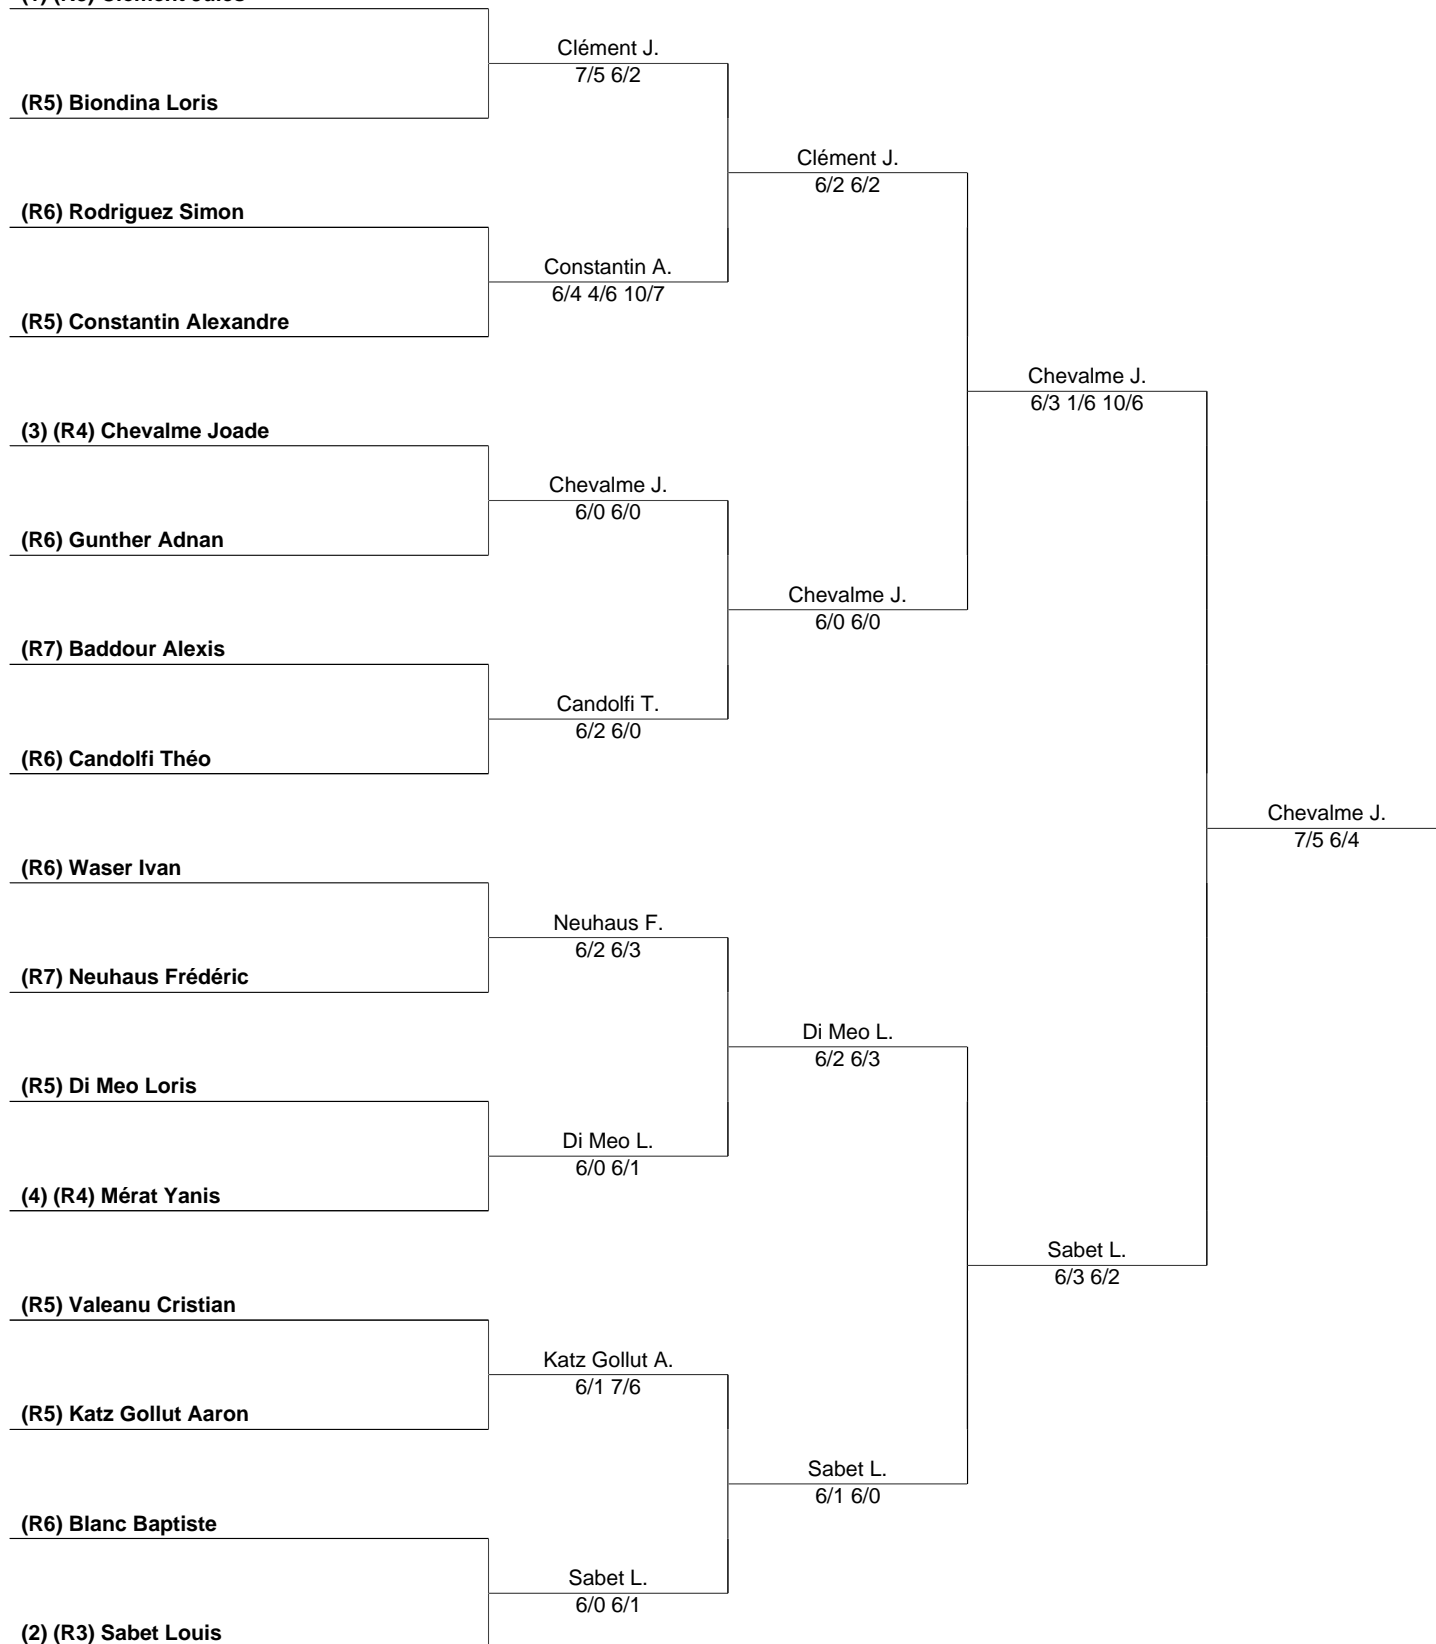 Clément J.
7/5 6/2
(R5) Biondina Loris
Clément J.
6/2 6/2
(R6) Rodriguez Simon
Constantin A.
6/4 4/6 10/7
(R5) Constantin Alexandre
Chevalme J.
6/3 1/6 10/6
(3) (R4) Chevalme Joade
Chevalme J.
6/0 6/0
(R6) Gunther Adnan
Chevalme J.
6/0 6/0
(R7) Baddour Alexis
Candolfi T.
6/2 6/0
(R6) Candolfi Théo
Chevalme J.
7/5 6/4
(R6) Waser Ivan
Neuhaus F.
6/2 6/3
(R7) Neuhaus Frédéric
Di Meo L.
6/2 6/3
(R5) Di Meo Loris
Di Meo L.
6/0 6/1
(4) (R4) Mérat Yanis
Sabet L.
6/3 6/2
(R5) Valeanu Cristian
Katz Gollut A.
6/1 7/6
(R5) Katz Gollut Aaron
Sabet L.
6/1 6/0
(R6) Blanc Baptiste
Sabet L.
6/0 6/1
(2) (R3) Sabet Louis